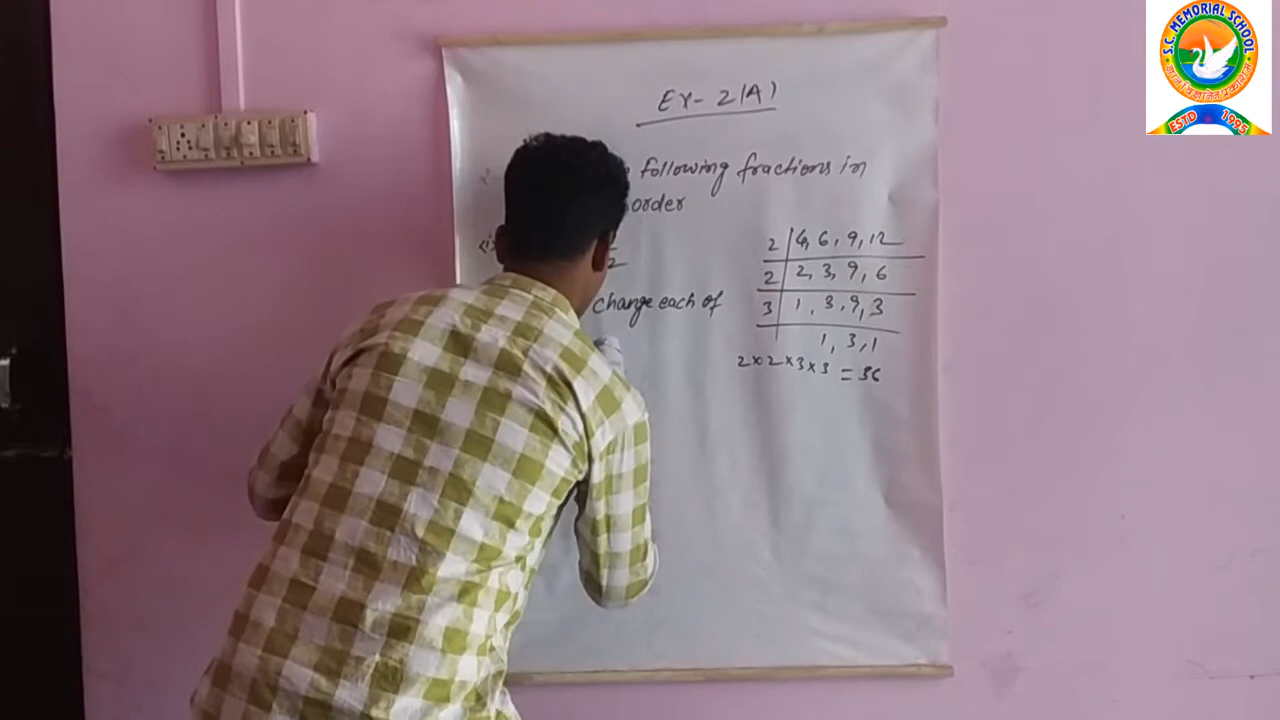 Ex- 2(A)
following fractions in
order
2
change each of
2 | 4, 6, 9, 12
2 | 2, 3, 9, 6
3 | 1, 3, 9, 3
1, 3, 1
2×2×3×3 = 36
S.C. MEMORIAL SCHOOL
ESTD 1995